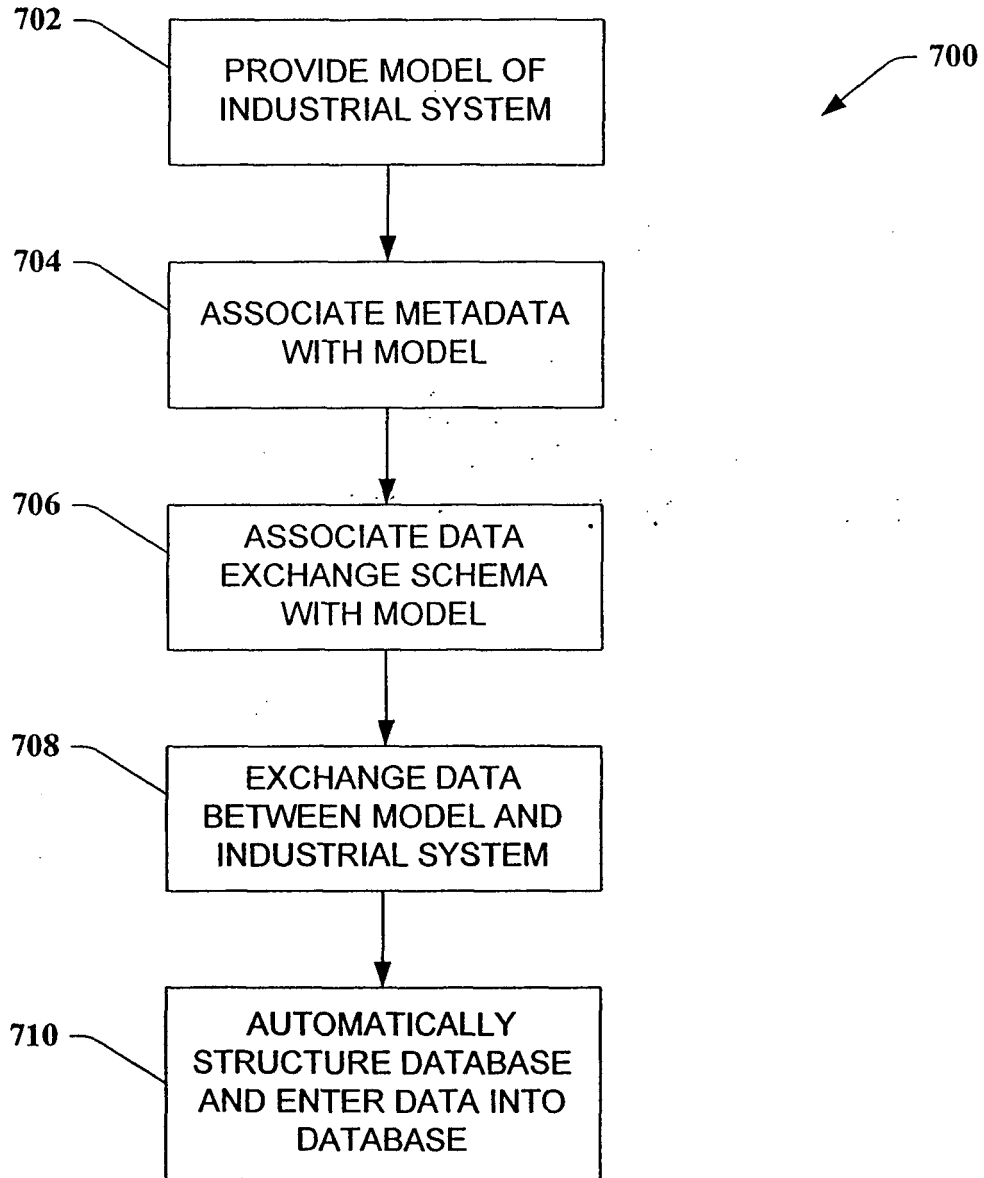 702
700
PROVIDE MODEL OF
INDUSTRIAL SYSTEM
704
ASSOCIATE METADATA
WITH MODEL
706
ASSOCIATE DATA
EXCHANGE SCHEMA
WITH MODEL
708
EXCHANGE DATA
BETWEEN MODEL AND
INDUSTRIAL SYSTEM
710
AUTOMATICALLY
STRUCTURE DATABASE
AND ENTER DATA INTO
DATABASE